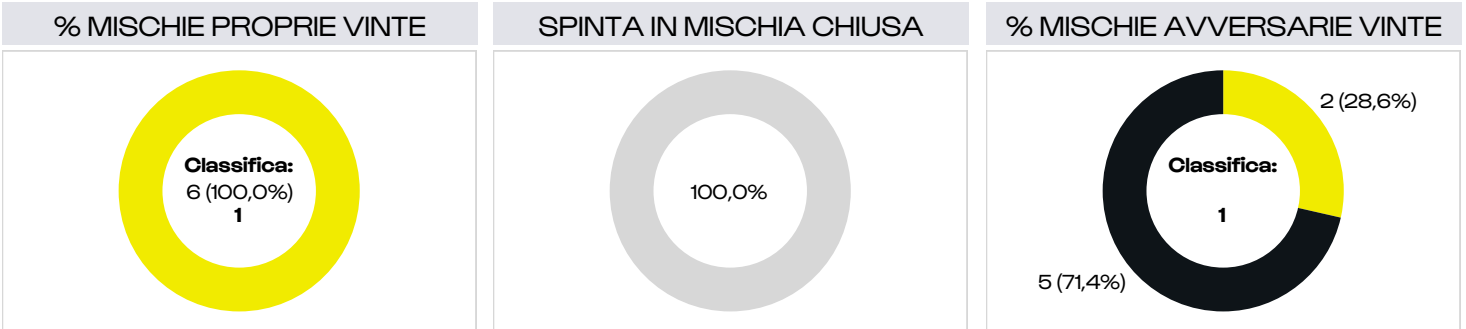 % MISCHIE PROPRIE VINTE
SPINTA IN MISCHIA CHIUSA
% MISCHIE AVVERSARIE VINTE
Classifica:
6 (100,0%)
1
100,0%
2 (28,6%)
Classifica:
1
5 (71,4%)